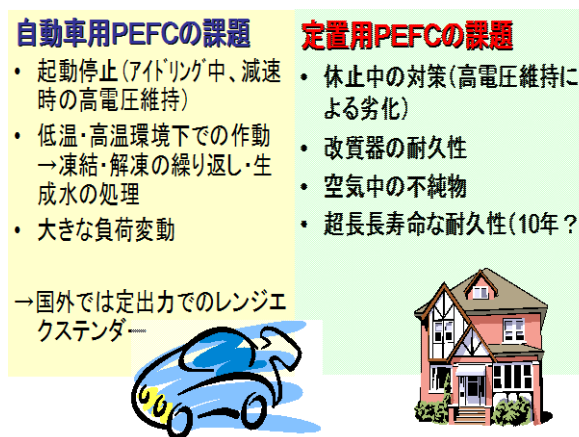 自動車用PEFCの課題
• 起動停止(アイドリング中、減速
時の高電圧維持)
• 低温・高温環境下での作動
→凍結・解凍の繰り返し・生
成水の処理
• 大きな負荷変動
→国外では定出力でのレンジエ
クステンダー
定置用PEFCの課題
• 休止中の対策(高電圧維持に
よる劣化)
• 改質器の耐久性
• 空気中の不純物
• 超長長寿命な耐久性(10年?